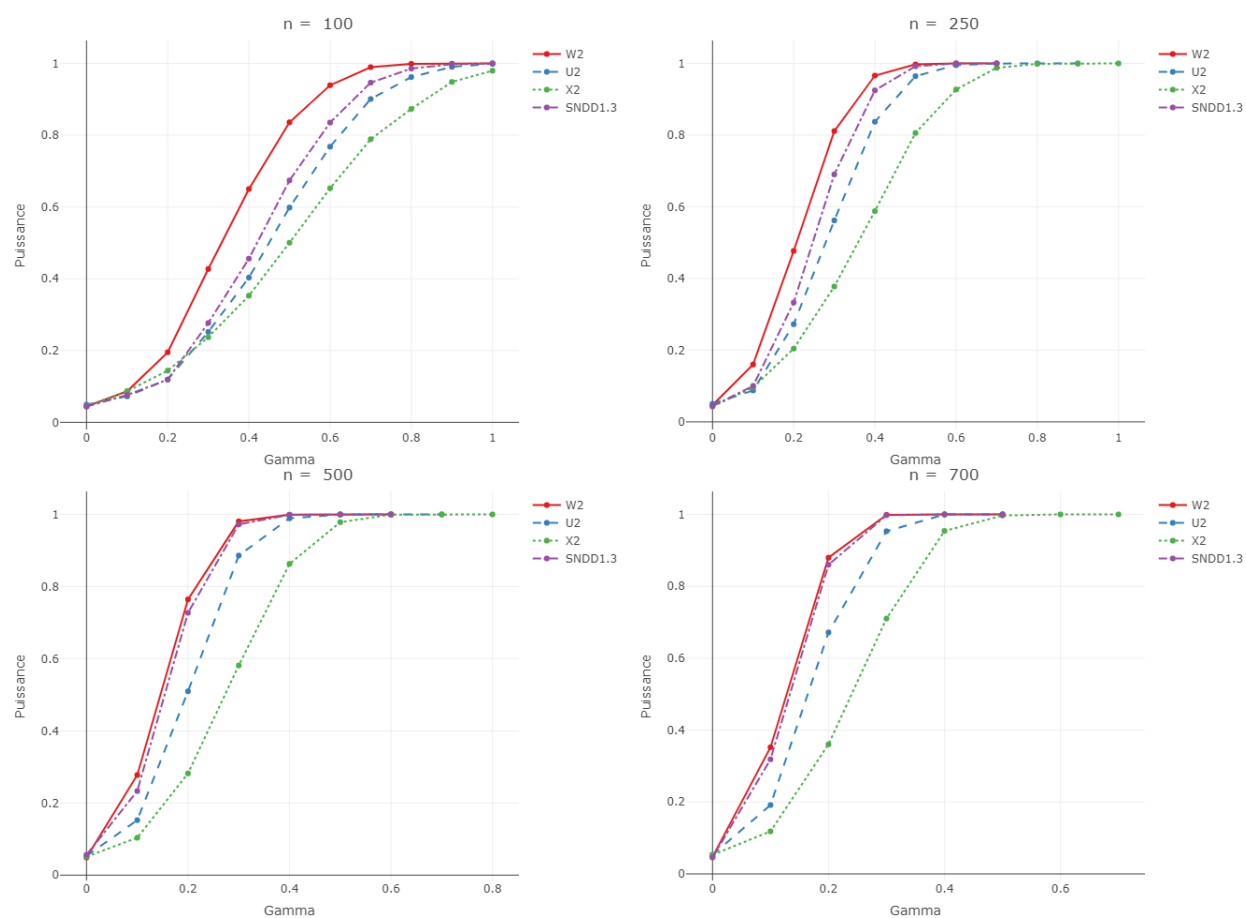 n = 100
W2
U2
X2
SNDD1.3
1
0.8
0.6
0.4
0.2
0
Puissance
0 0.2 0.4 0.6 0.8 1
Gamma
n = 250
W2
U2
X2
SNDD1.3
1
0.8
0.6
0.4
0.2
0
Puissance
0 0.2 0.4 0.6 0.8 1
Gamma
n = 500
W2
U2
X2
SNDD1.3
1
0.8
0.6
0.4
0.2
0
Puissance
0 0.2 0.4 0.6 0.8
Gamma
n = 700
W2
U2
X2
SNDD1.3
1
0.8
0.6
0.4
0.2
0
Puissance
0 0.2 0.4 0.6
Gamma